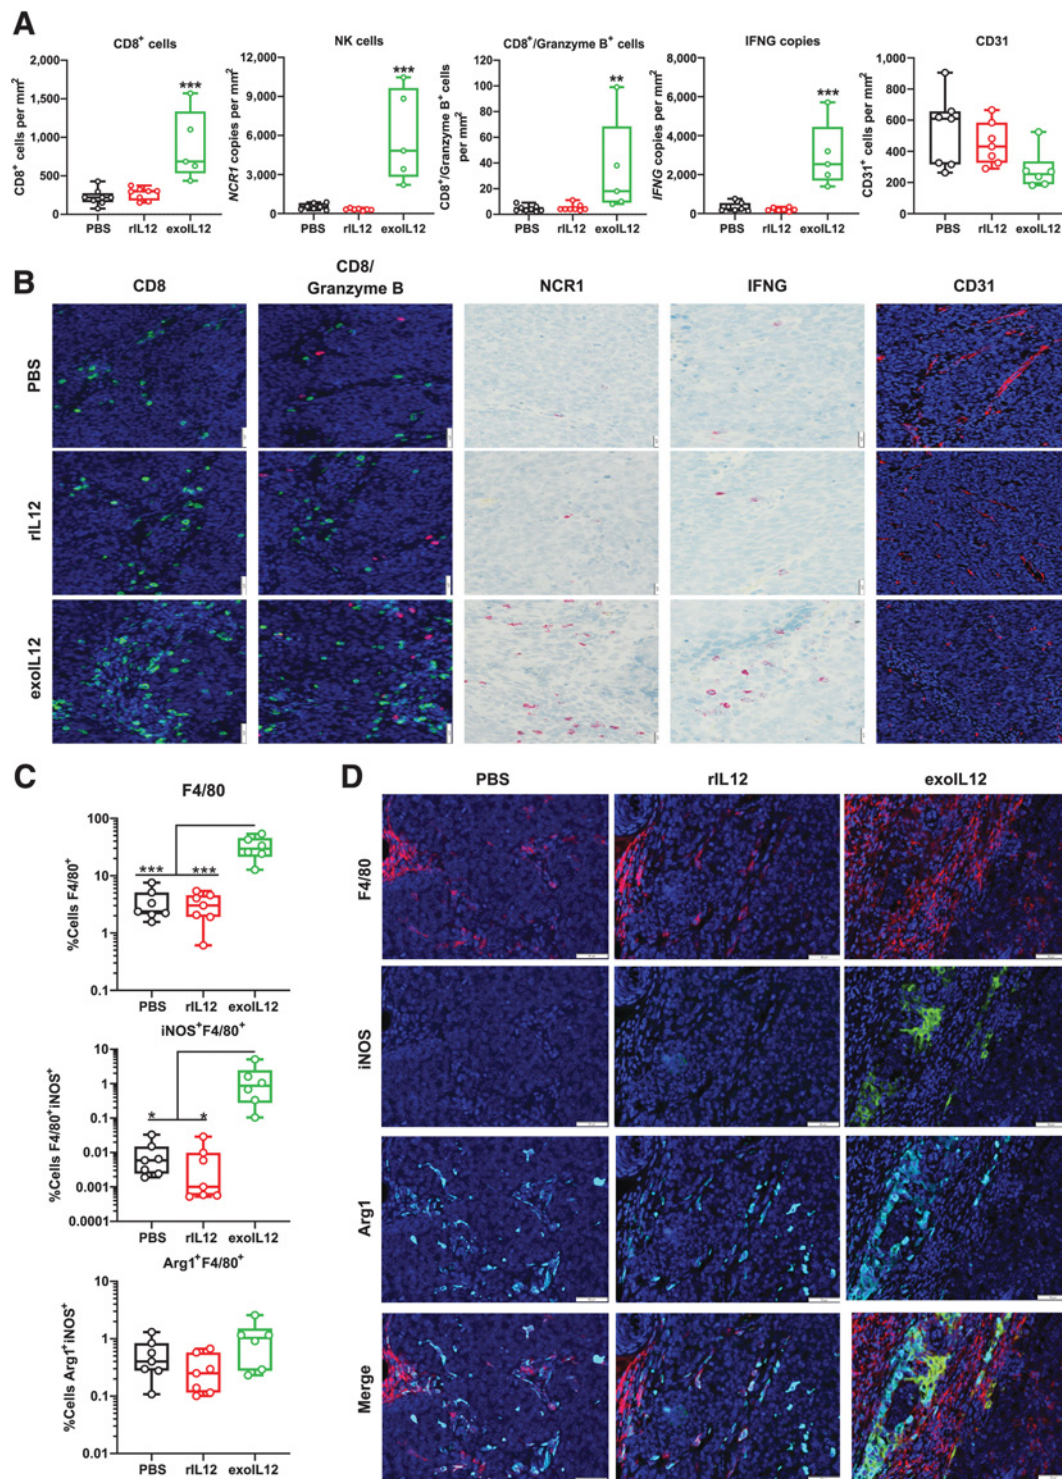 A
CD8+ cells
CD8+ cells per mm2
2,000
1,500
1,000
500
0
***
PBS rIL12 exoIL12
NK cells
NCR1 copies per mm2
12,000
9,000
6,000
3,000
0
***
PBS rIL12 exoIL12
CD8+/Granzyme B+ cells
CD8+/Granzyme B+ cells
per mm2
120
100
80
60
40
20
0
**
PBS rIL12 exoIL12
IFNG copies
IFNG copies per mm2
8,000
6,000
4,000
2,000
0
***
PBS rIL12 exoIL12
CD31
CD31+ cells per mm2
1,000
800
600
400
200
0
PBS rIL12 exoIL12
B
CD8
CD8/
Granzyme B
NCR1
IFNG
CD31
PBS
rIL12
exoIL12
C
F4/80
%Cells F4/80+
100
10
1
0.1
*** ***
PBS rIL12 exoIL12
iNOS+F4/80+
%Cells F4/80+iNOS+
10
1
0.1
0.01
0.001
0.0001
* *
PBS rIL12 exoIL12
Arg1+F4/80+
%Cells Arg1+iNOS+
10
1
0.1
0.01
PBS rIL12 exoIL12
D
PBS
rIL12
exoIL12
F4/80
iNOS
Arg1
Merge